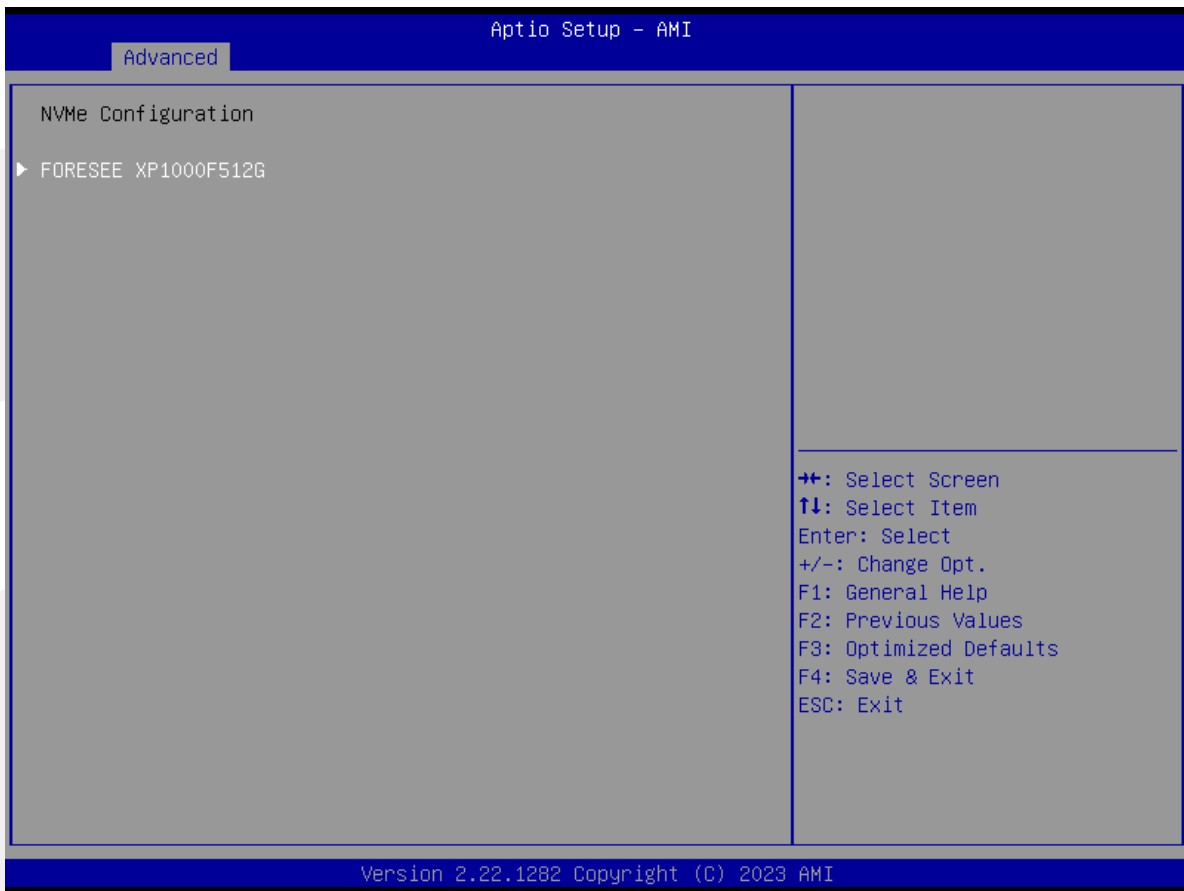 Aptio Setup – AMI
Advanced
NVMe Configuration
▶ FORESEE XP1000F512G
→←: Select Screen
↑↓: Select Item
Enter: Select
+/-: Change Opt.
F1: General Help
F2: Previous Values
F3: Optimized Defaults
F4: Save & Exit
ESC: Exit
Version 2.22.1282 Copyright (C) 2023 AMI